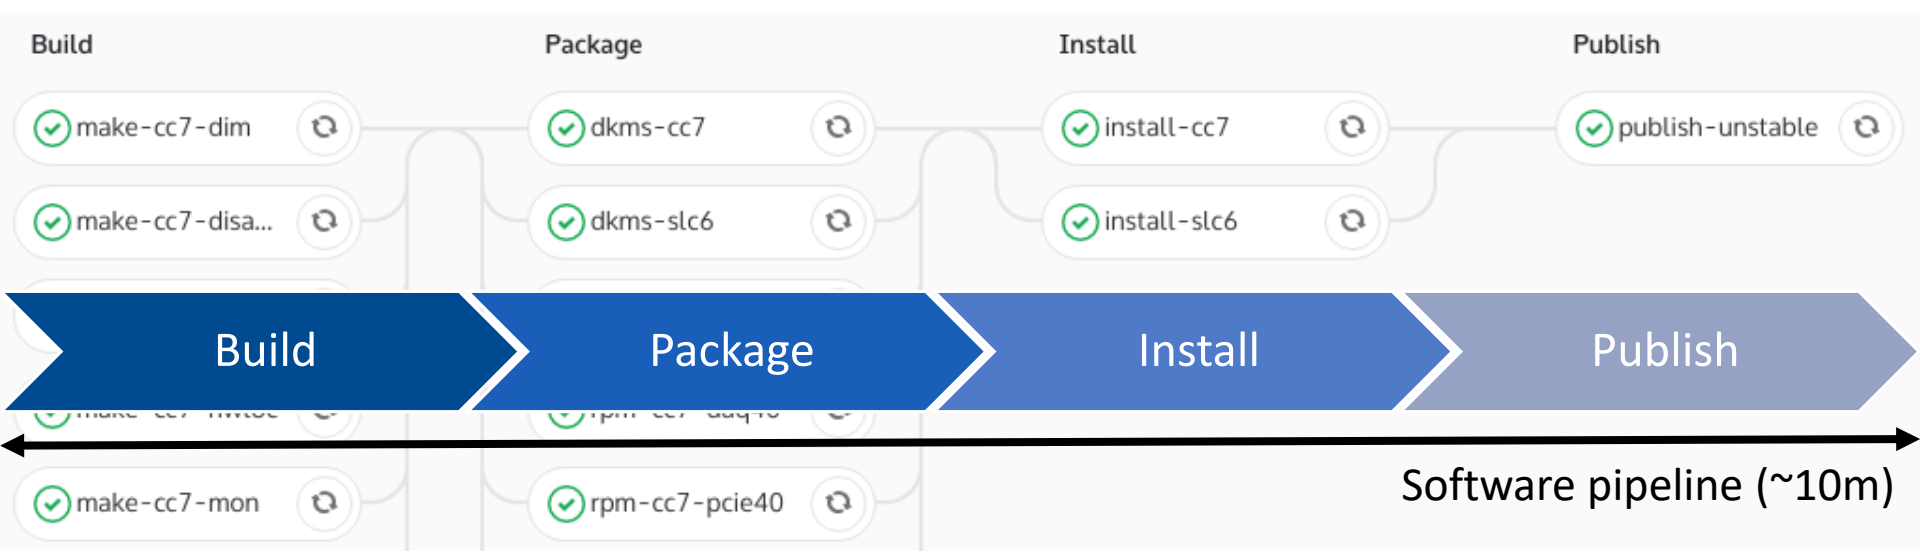 Build Package Install Publish
make-cc7-dim dkms-cc7 install-cc7 publish-unstable
make-cc7-disa... dkms-slc6 install-slc6
Build Package Install Publish
make-cc7-mon rpm-cc7-pcie40
Software pipeline (~10m)